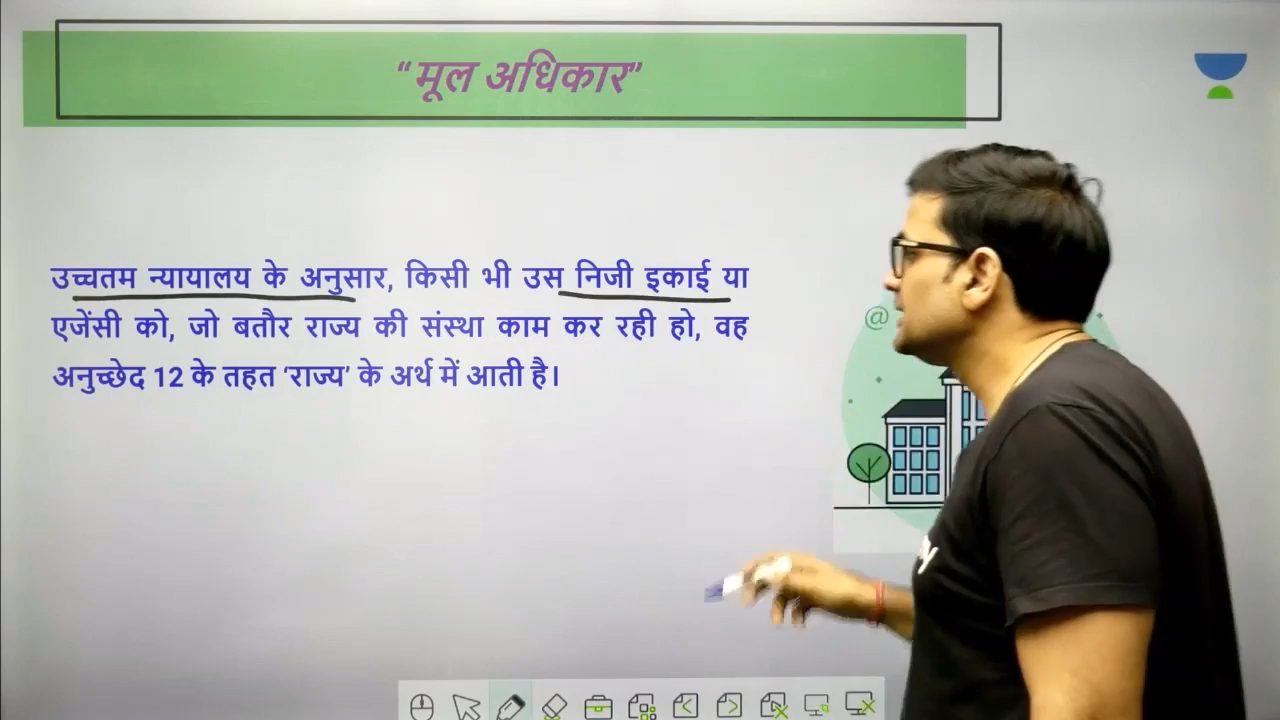 “मूल अधिकार”
उच्चतम न्यायालय के अनुसार, किसी भी उस निजी इकाई या
एजेंसी को, जो बतौर राज्य की संस्था काम कर रही हो, वह
अनुच्छेद 12 के तहत ‘राज्य’ के अर्थ में आती है।
@